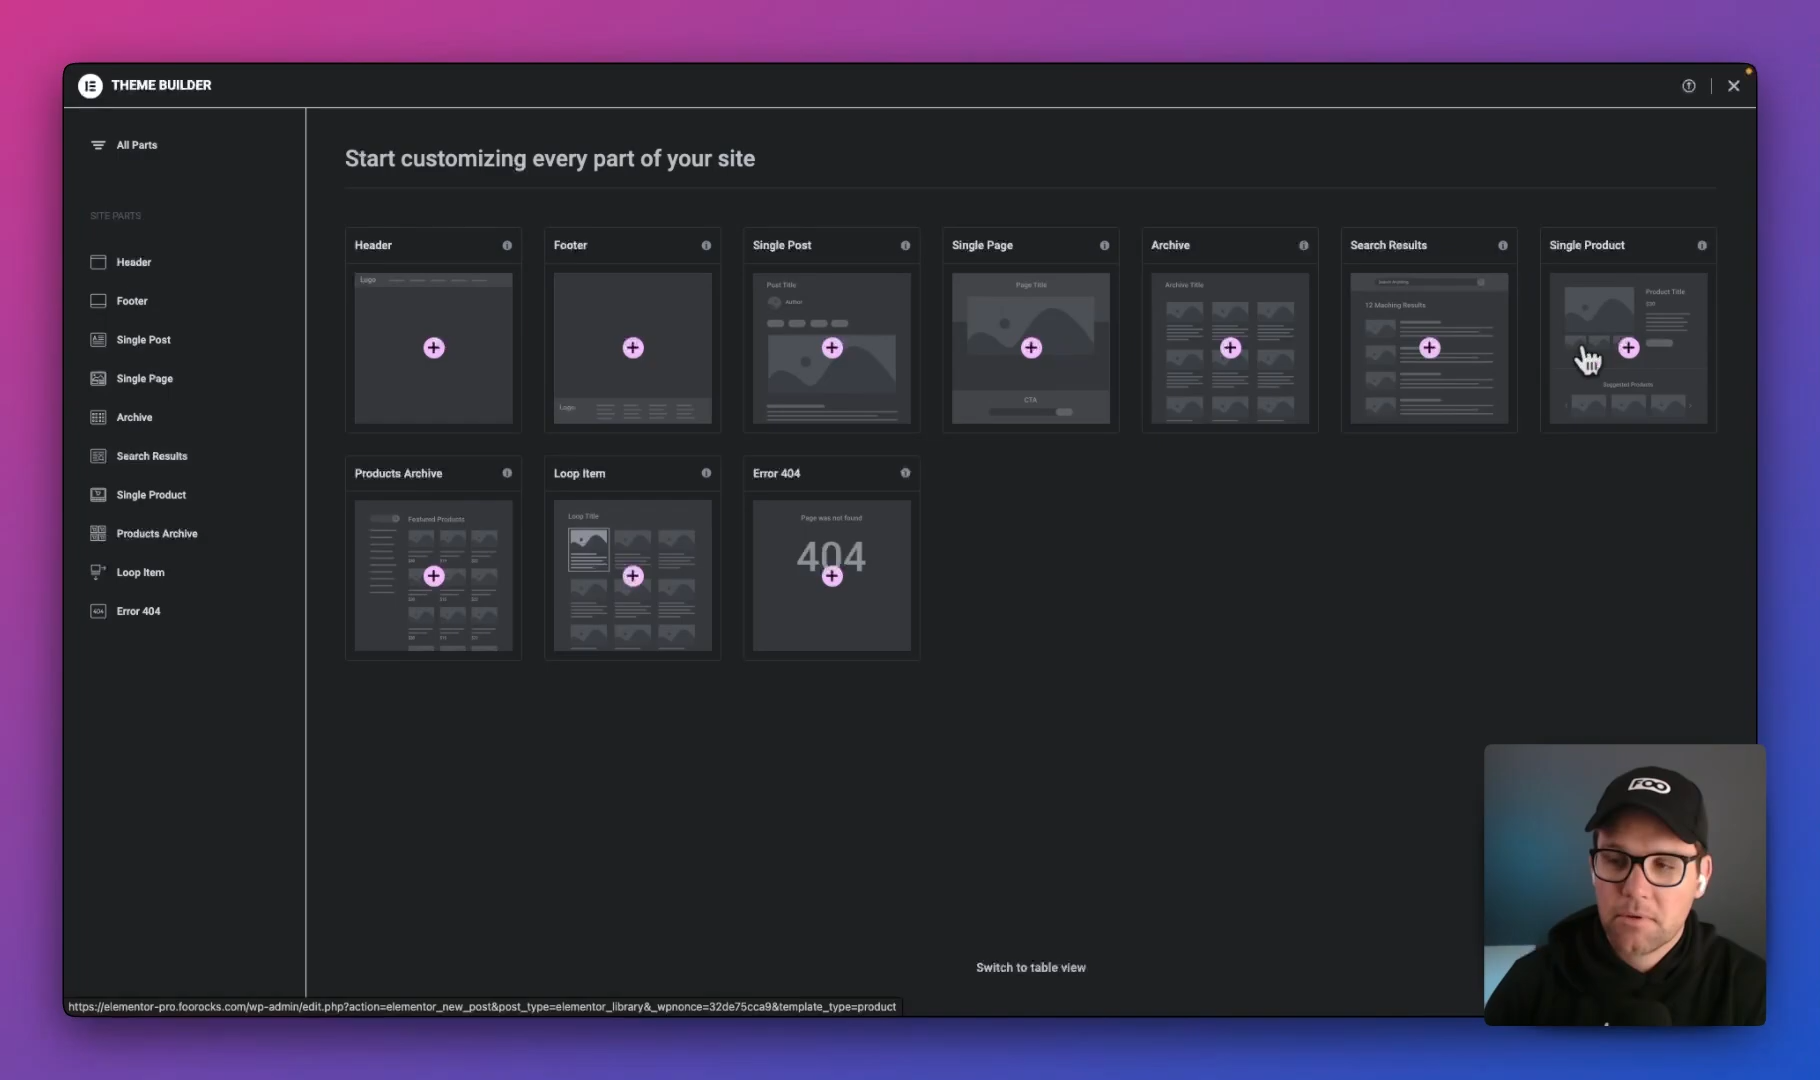 THEME BUILDER
All Parts
SITE PARTS
Header
Footer
Single Post
Single Page
Archive
Search Results
Single Product
Products Archive
Loop Item
Error 404
Start customizing every part of your site
Header
Logo
Footer
Logo
Single Post
Post Title
Author
Single Page
Page Title
CTA
Archive
Archive Title
Search Results
12 Maching Results
Single Product
Product Title
Suggested Products
Products Archive
Featured Products
Loop Item
Loop Title
Error 404
Page was not found
404
Switch to table view
https://elementor-pro.foorocks.com/wp-admin/edit.php?action=elementor_new_post&post_type=elementor_library&_wpnonce=32de75cca9&template_type=product
FOO